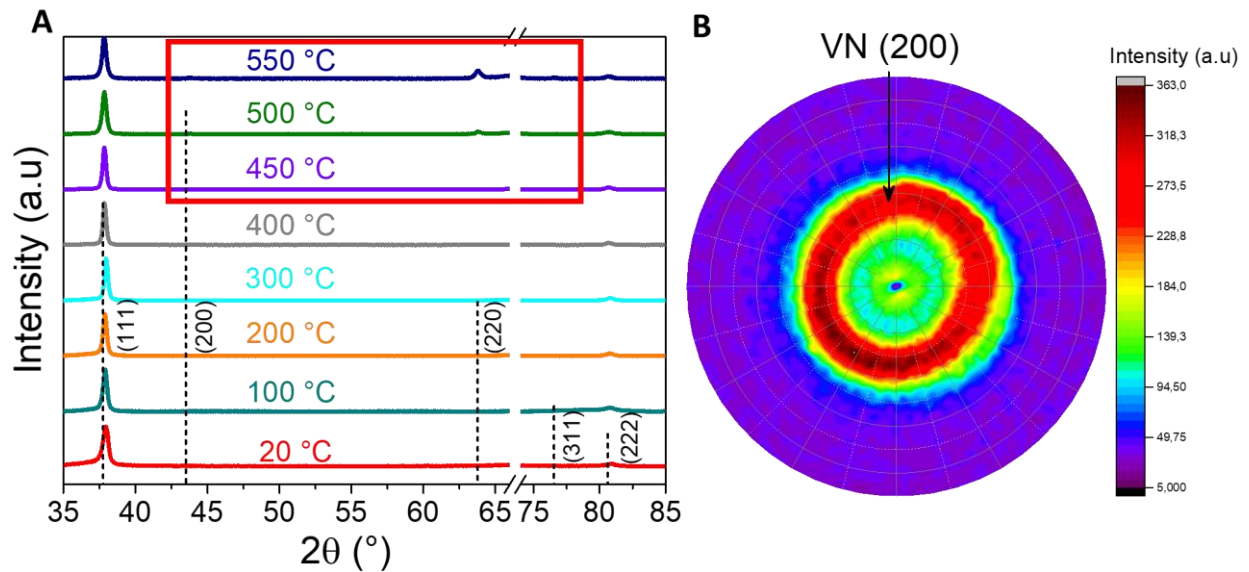 A
B
VN (200)
Intensity (a.u)
550 °C
500 °C
450 °C
400 °C
300 °C
200 °C
100 °C
20 °C
(111)
(200)
(220)
(311)
(222)
Intensity (a.u)
35 40 45 50 55 60 65 75 80 85
2θ (°)
363,0
318,3
273,5
228,8
184,0
139,3
94,50
49,75
5,000